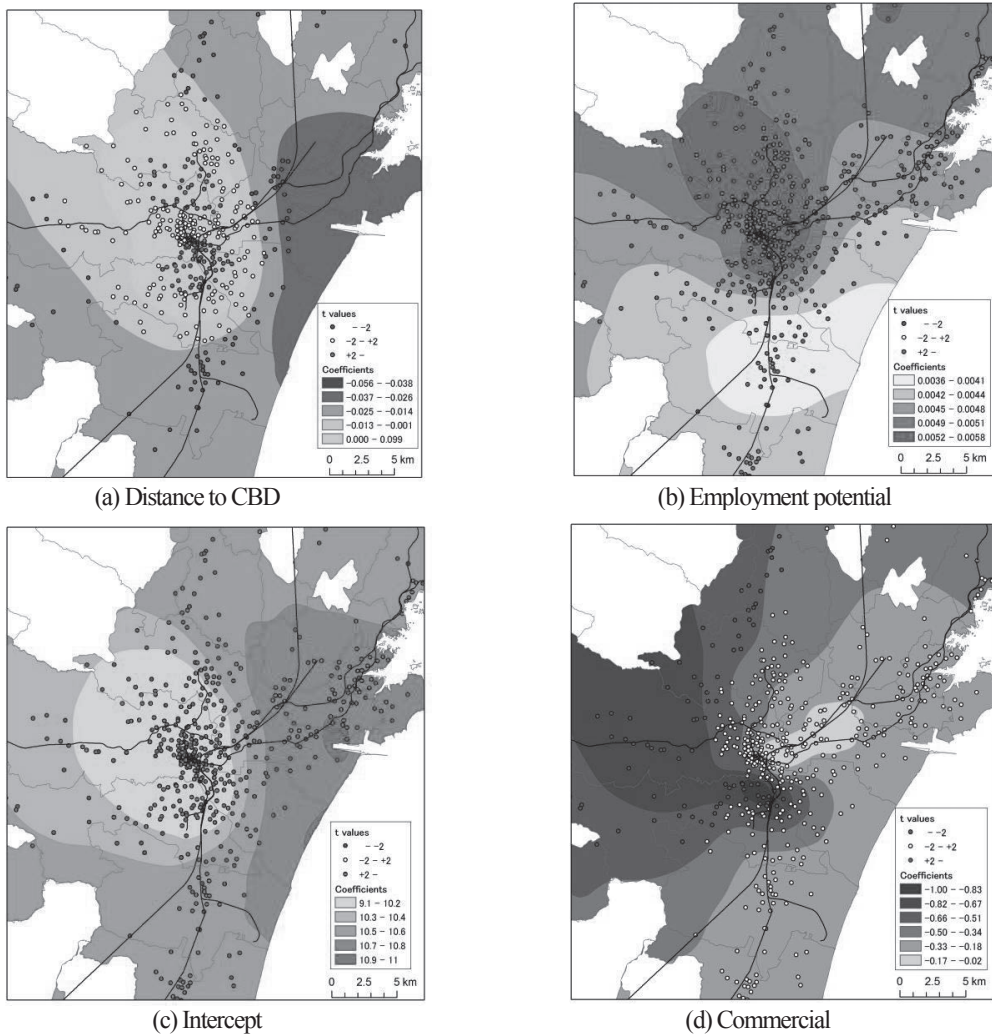 t values
- -2
-2 - +2
+2 -
Coefficients
-0.056 - -0.038
-0.037 - -0.026
-0.025 - -0.014
-0.013 - -0.001
0.000 - 0.099
0 2.5 5 km
(a) Distance to CBD
t values
- -2
-2 - +2
+2 -
Coefficients
0.0036 - 0.0041
0.0042 - 0.0044
0.0045 - 0.0048
0.0049 - 0.0051
0.0052 - 0.0058
0 2.5 5 km
(b) Employment potential
t values
- -2
-2 - +2
+2 -
Coefficients
9.1 - 10.2
10.3 - 10.4
10.5 - 10.6
10.7 - 10.8
10.9 - 11
0 2.5 5 km
(c) Intercept
t values
- -2
-2 - +2
+2 -
Coefficients
-1.00 - -0.83
-0.82 - -0.67
-0.66 - -0.51
-0.50 - -0.34
-0.33 - -0.18
-0.17 - -0.02
0 2.5 5 km
(d) Commercial